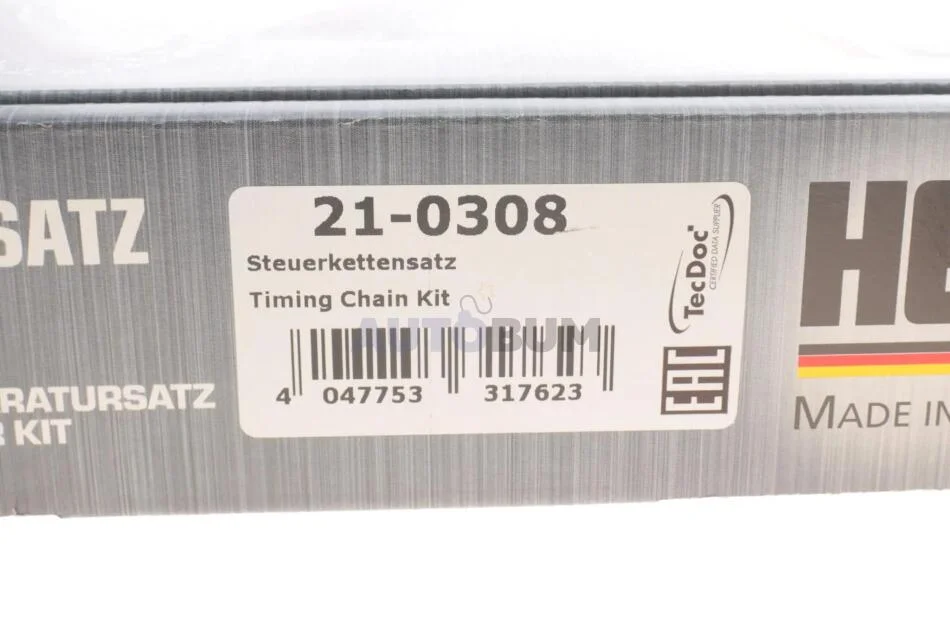 SATZ
RATURSATZ
R KIT
21-0308
Steuerkettensatz
Timing Chain Kit
AUTOBUM
4 047753 317623
TecDoc
CERTIFIED DATA SUPPLIER
EAC
HE
MADE IN